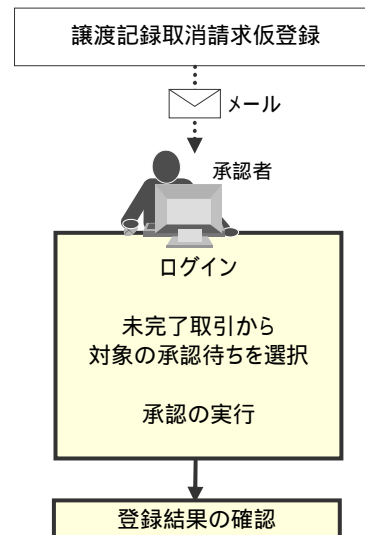 譲渡記録取消請求仮登録
メール
承認者
ログイン
未完了取引から
対象の承認待ちを選択
承認の実行
登録結果の確認